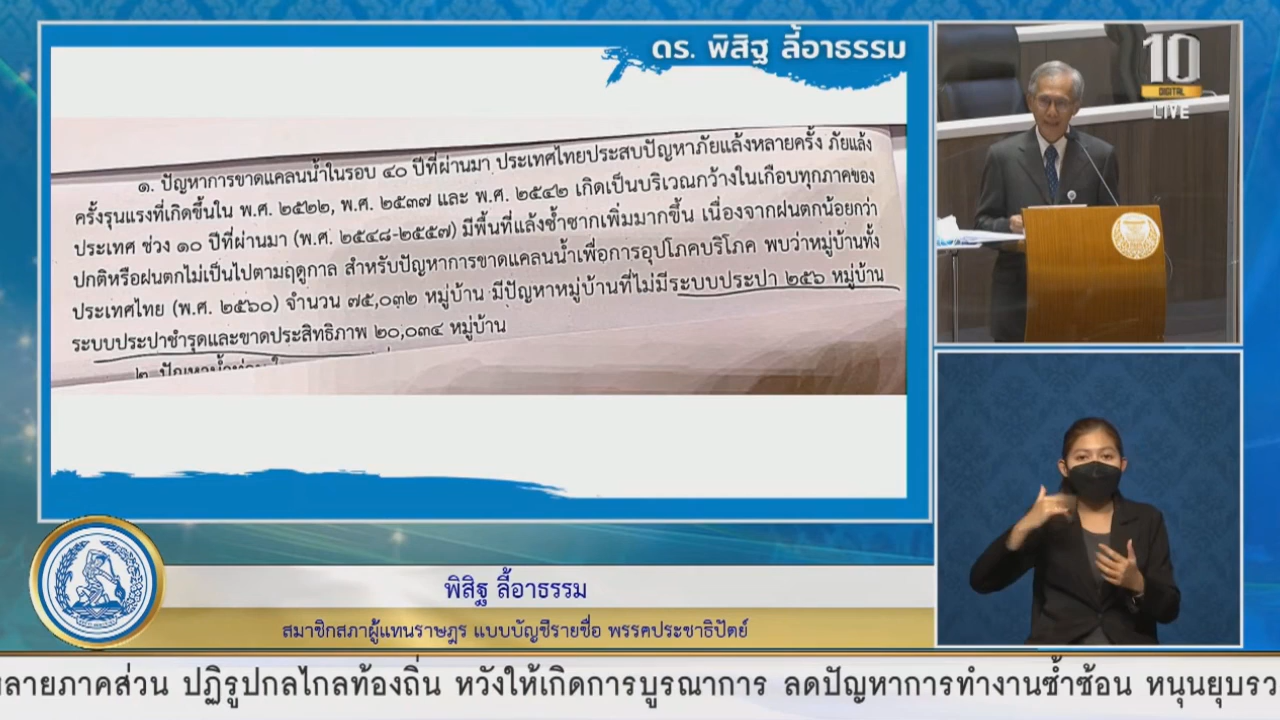 ดร. พิสิฐ ลี้อาธรรม
10
DIGITAL
LIVE
๑. ปัญหาการขาดแคลนน้ำในรอบ ๔๐ ปีที่ผ่านมา ประเทศไทยประสบปัญหาภัยแล้งหลายครั้ง ภัยแล้ง
ครั้งรุนแรงที่เกิดขึ้นใน พ.ศ. ๒๕๒๒, พ.ศ. ๒๕๓๗ และ พ.ศ. ๒๕๔๒ เกิดเป็นบริเวณกว้างในเกือบทุกภาคของ
ประเทศ ช่วง ๑๐ ปีที่ผ่านมา (พ.ศ. ๒๕๔๘-๒๕๕๗) มีพื้นที่แล้งซ้ำซากเพิ่มมากขึ้น เนื่องจากฝนตกน้อยกว่า
ปกติหรือฝนตกไม่เป็นไปตามฤดูกาล สำหรับปัญหาการขาดแคลนน้ำเพื่อการอุปโภคบริโภค พบว่าหมู่บ้านทั้ง
ประเทศไทย (พ.ศ. ๒๕๖๐) จำนวน ๗๕,๐๓๒ หมู่บ้าน มีปัญหาหมู่บ้านที่ไม่มีระบบประปา ๒๕๖ หมู่บ้าน
ระบบประปาชำรุดและขาดประสิทธิภาพ ๒๐,๐๓๔ หมู่บ้าน
พิสิฐ ลี้อาธรรม
สมาชิกสภาผู้แทนราษฎร แบบบัญชีรายชื่อ พรรคประชาธิปัตย์
ลายภาคส่วน ปฏิรูปกลไกลท้องถิ่น หวังให้เกิดการบูรณาการ ลดปัญหาการทำงานซ้ำซ้อน หนุนยุบรว